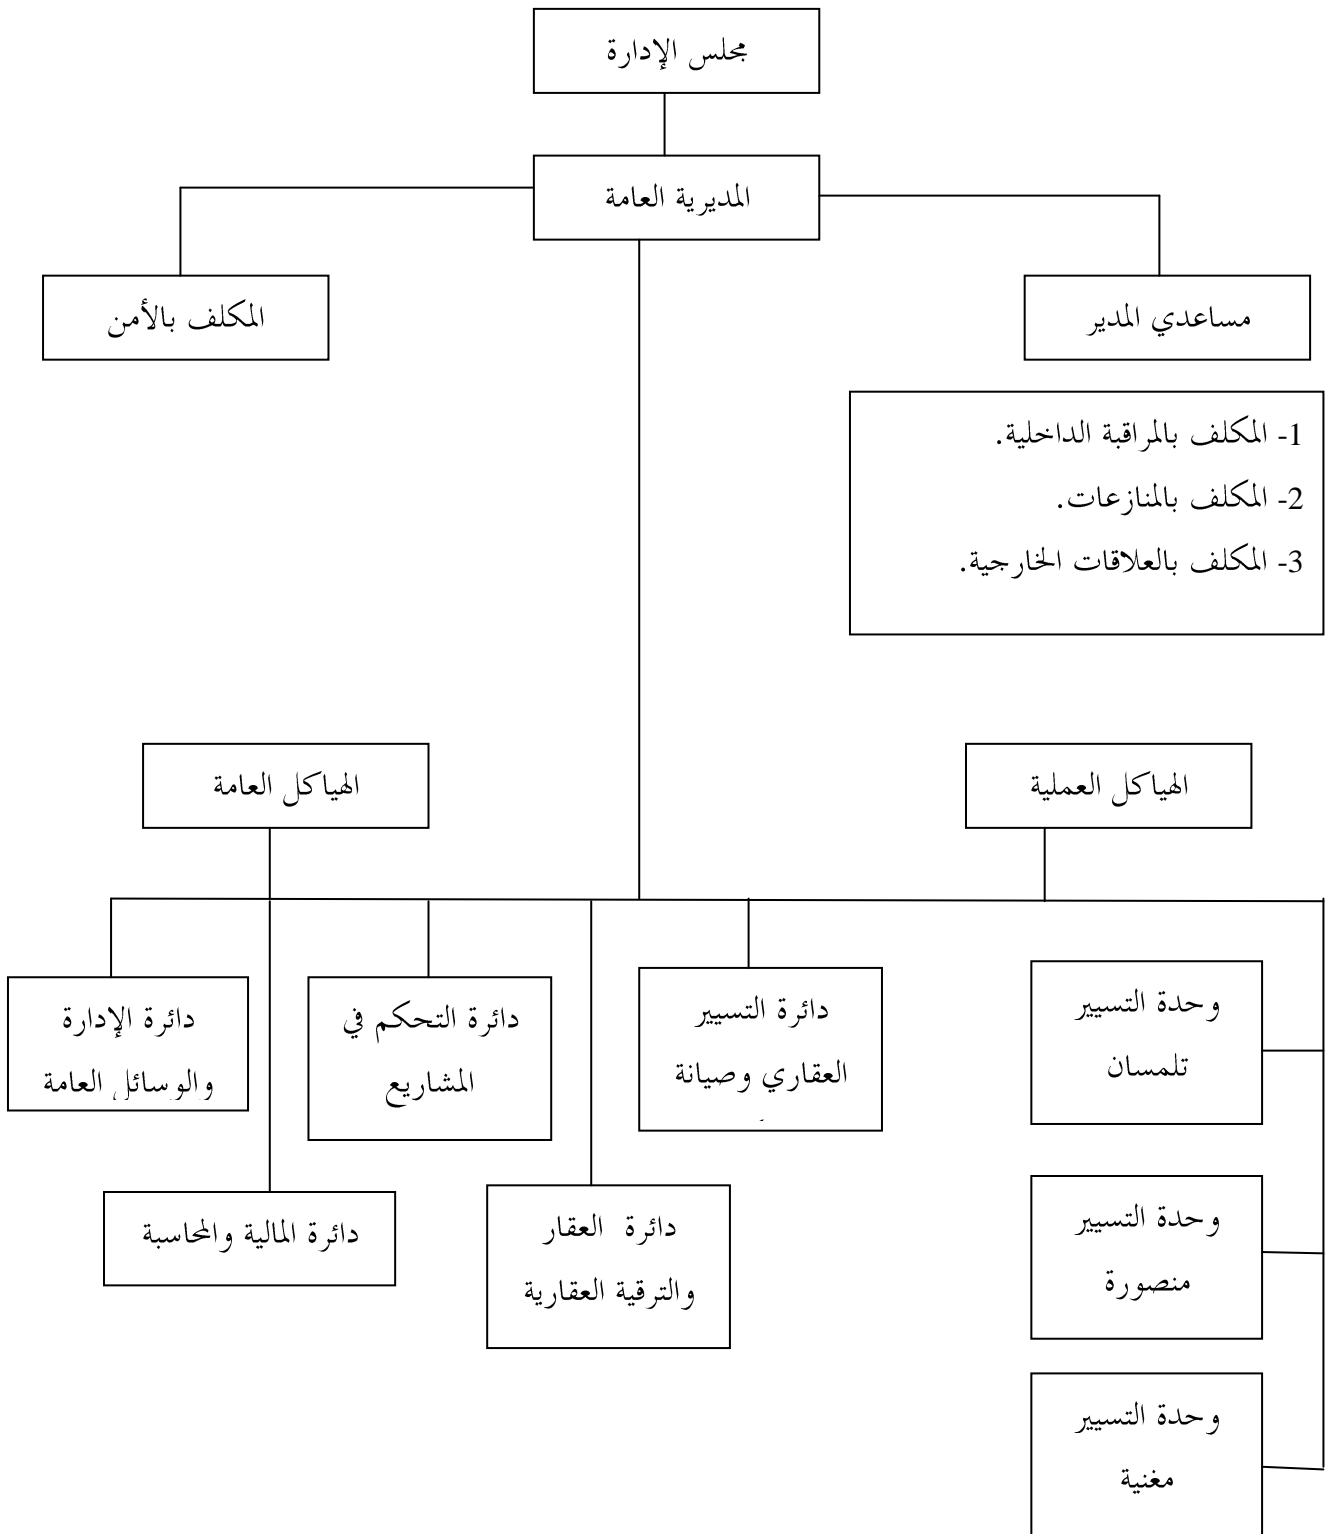 مجلس الإدارة
المديرية العامة
مساعدي المدير
المكلف بالأمن
1- المكلف بالمراقبة الداخلية.
2- المكلف بالمنازعات.
3- المكلف بالعلاقات الخارجية.
الهياكل العملية
الهياكل العامة
وحدة التسيير
تلمسان
وحدة التسيير
منصورة
وحدة التسيير
مغنية
دائرة التسيير
العقاري وصيانة
دائرة العقار
والترقية العقارية
دائرة التحكم في
المشاريع
دائرة المالية والمحاسبة
دائرة الإدارة
والوسائل العامة